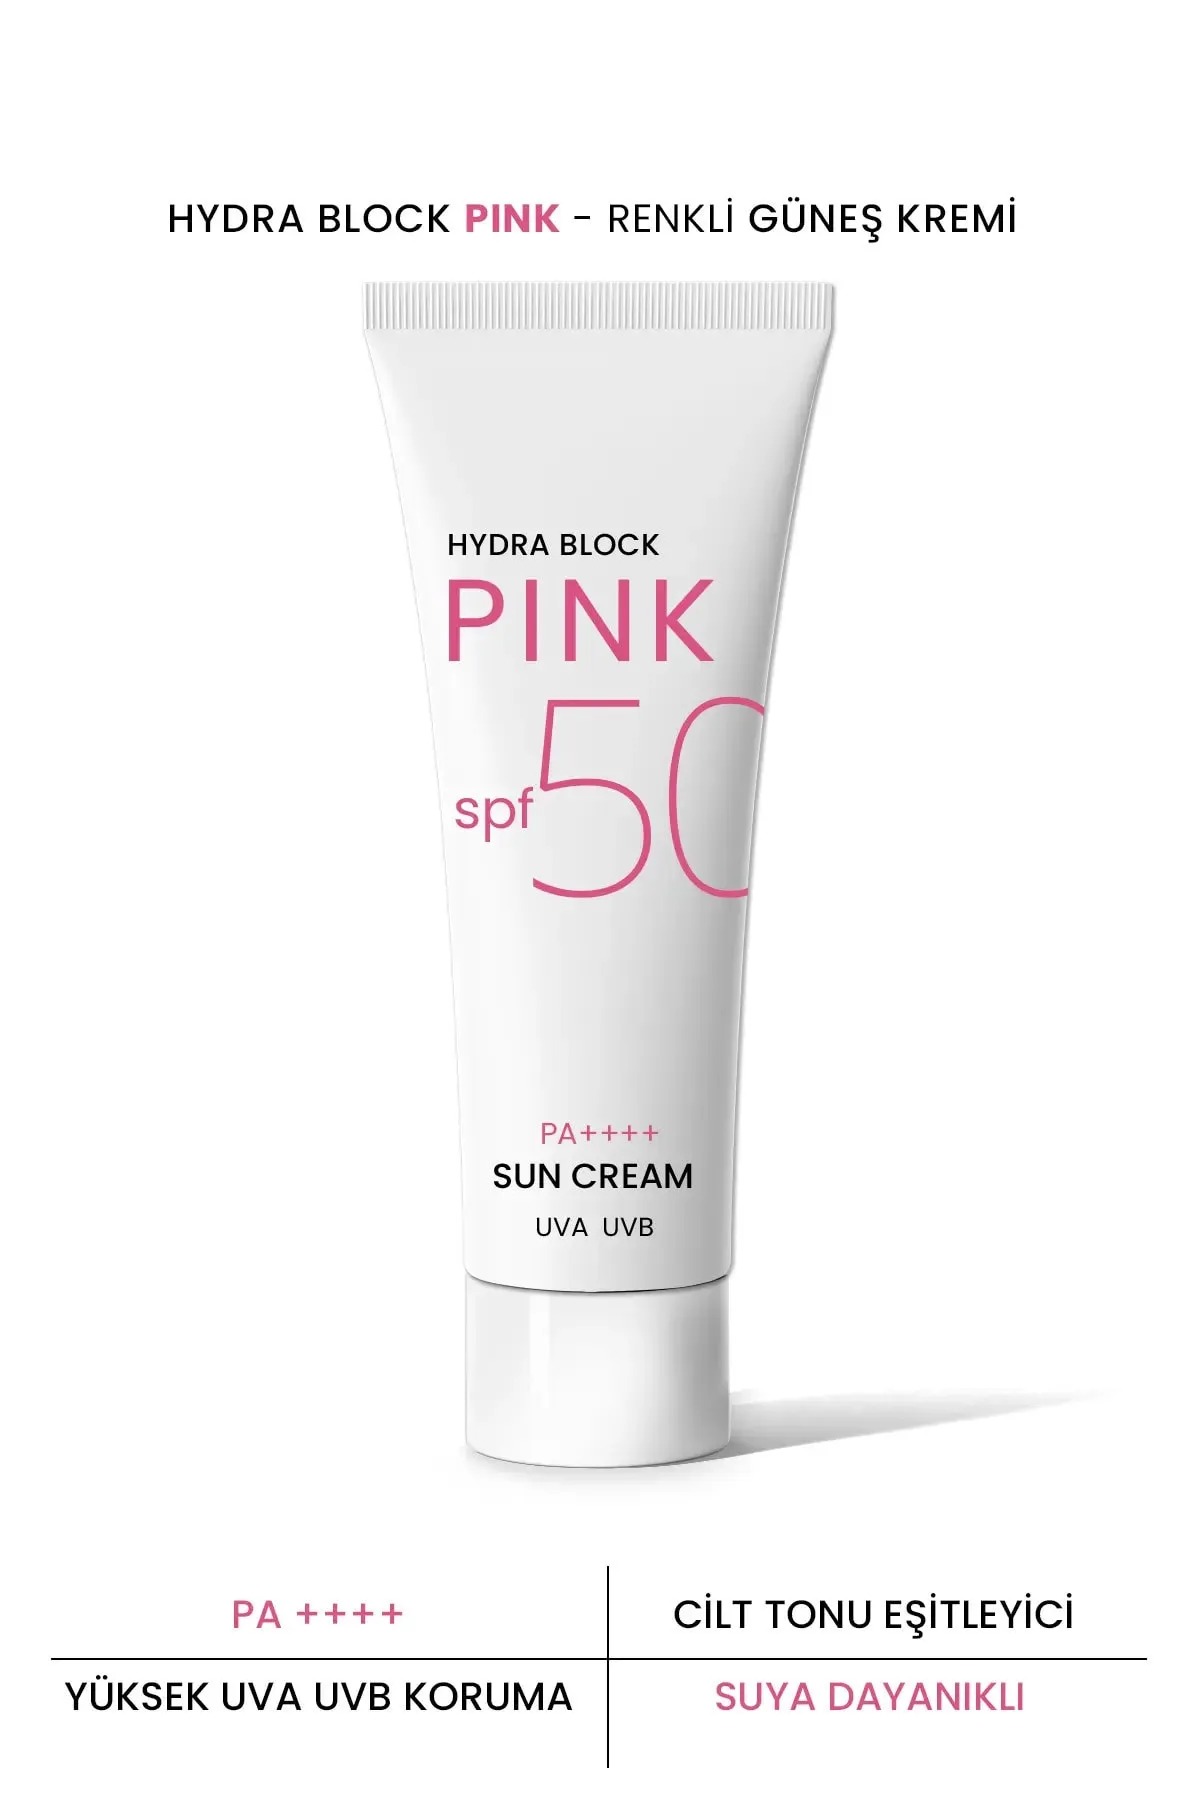 HYDRA BLOCK PINK - RENKLİ GÜNEŞ KREMİ
HYDRA BLOCK
PINK
spf50
PA++++
SUN CREAM
UVA UVB
PA ++++
CİLT TONU EŞİTLEYİCİ
YÜKSEK UVA UVB KORUMA
SUYA DAYANIKLI